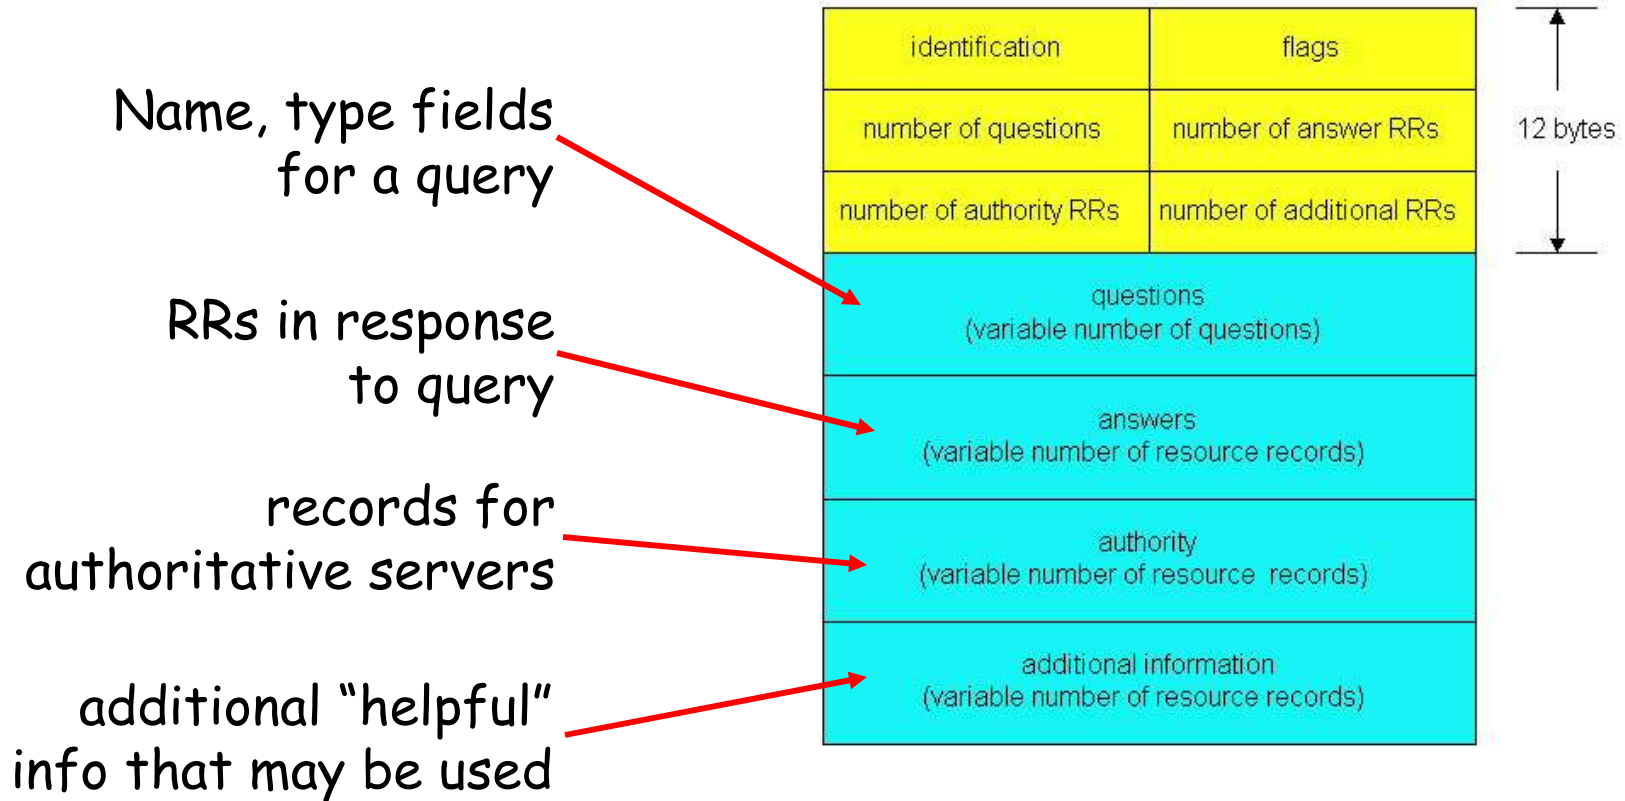 Name, type fields
for a query
RRs in response
to query
records for
authoritative servers
additional “helpful”
info that may be used
identification
flags
number of questions
number of answer RRs
number of authority RRs
number of additional RRs
12 bytes
questions
(variable number of questions)
answers
(variable number of resource records)
authority
(variable number of resource records)
additional information
(variable number of resource records)